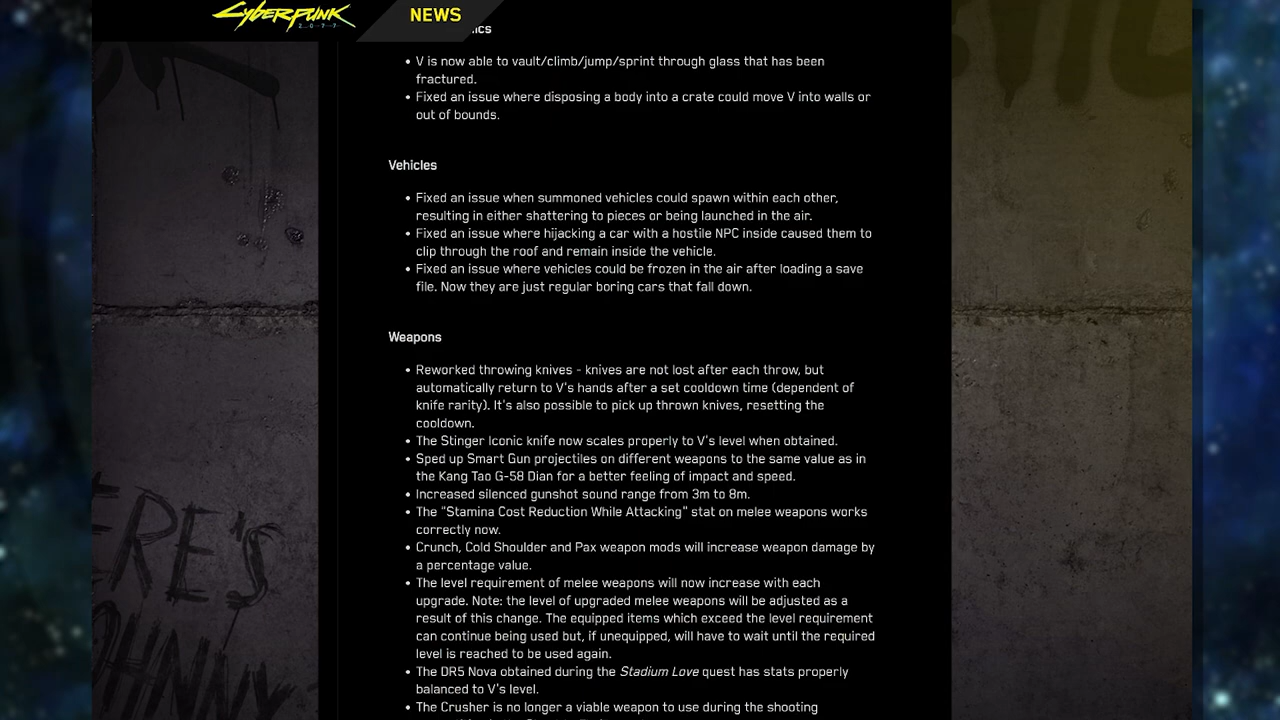 Cyberpunk
2077
NEWS
V is now able to vault/climb/jump/sprint through glass that has been
fractured.
Fixed an issue where disposing a body into a crate could move V into walls or
out of bounds.
Vehicles
Fixed an issue when summoned vehicles could spawn within each other,
resulting in either shattering to pieces or being launched in the air.
Fixed an issue where hijacking a car with a hostile NPC inside caused them to
clip through the roof and remain inside the vehicle.
Fixed an issue where vehicles could be frozen in the air after loading a save
file. Now they are just regular boring cars that fall down.
Weapons
Reworked throwing knives - knives are not lost after each throw, but
automatically return to V's hands after a set cooldown time (dependent of
knife rarity). It's also possible to pick up thrown knives, resetting the
cooldown.
The Stinger Iconic knife now scales properly to V's level when obtained.
Sped up Smart Gun projectiles on different weapons to the same value as in
the Kang Tao G-58 Dian for a better feeling of impact and speed.
Increased silenced gunshot sound range from 3m to 8m.
The "Stamina Cost Reduction While Attacking" stat on melee weapons works
correctly now.
Crunch, Cold Shoulder and Pax weapon mods will increase weapon damage by
a percentage value.
The level requirement of melee weapons will now increase with each
upgrade. Note: the level of upgraded melee weapons will be adjusted as a
result of this change. The equipped items which exceed the level requirement
can continue being used but, if unequipped, will have to wait until the required
level is reached to be used again.
The DR5 Nova obtained during the Stadium Love quest has stats properly
balanced to V's level.
The Crusher is no longer a viable weapon to use during the shooting
ERE'S
OHNNY